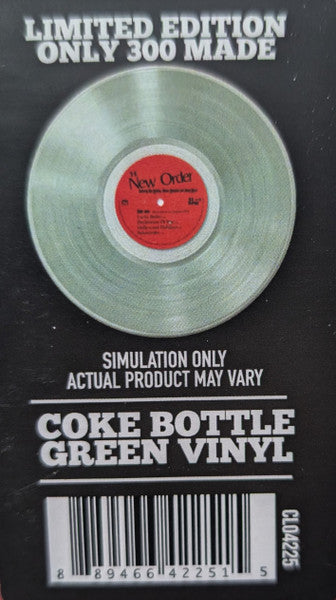 LIMITED EDITION
ONLY 300 MADE
New Order
SIMULATION ONLY
ACTUAL PRODUCT MAY VARY
COKE BOTTLE
GREEN VINYL
8 89466 42251 5
CL04225